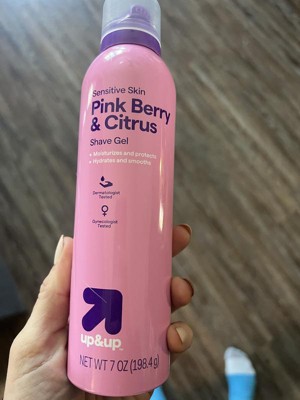 Sensitive Skin
Pink Berry
& Citrus
Shave Gel
• Moisturizes and protects
• Hydrates and smooths
Dermatologist
Tested
Gynecologist
Tested
up&up™
NET WT 7 OZ (198.4g)